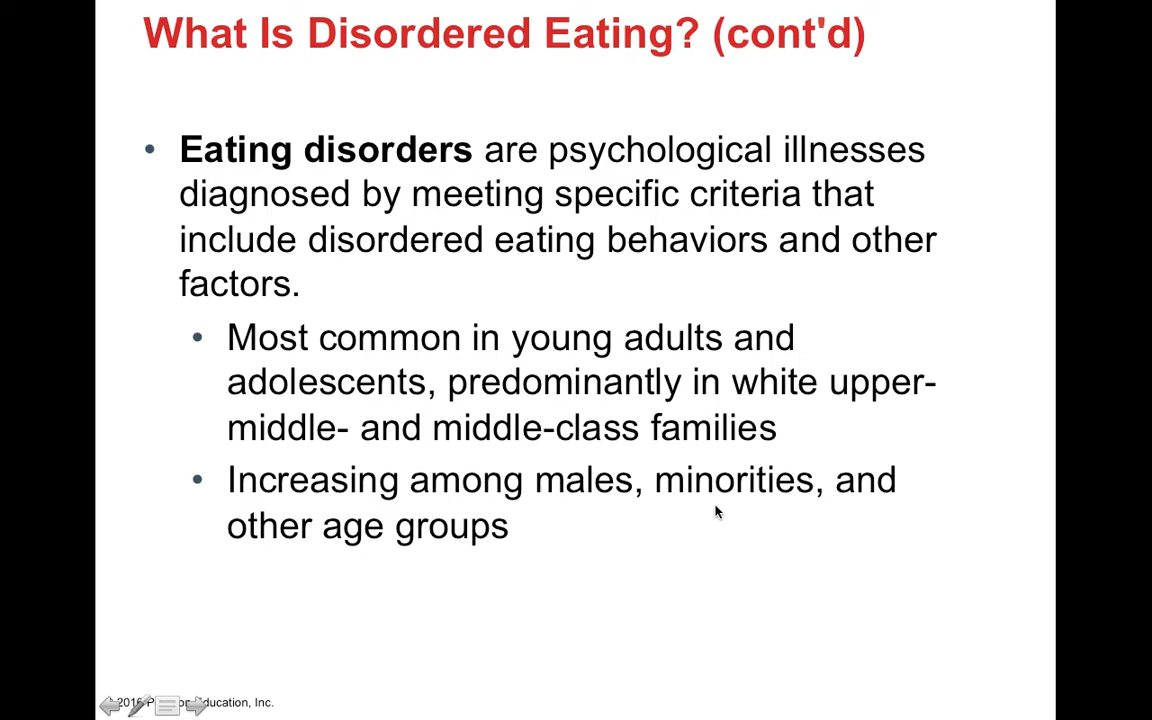 What Is Disordered Eating? (cont'd)
• Eating disorders are psychological illnesses
diagnosed by meeting specific criteria that
include disordered eating behaviors and other
factors.
• Most common in young adults and
adolescents, predominantly in white upper-
middle- and middle-class families
• Increasing among males, minorities, and
other age groups
2016 Education, Inc.